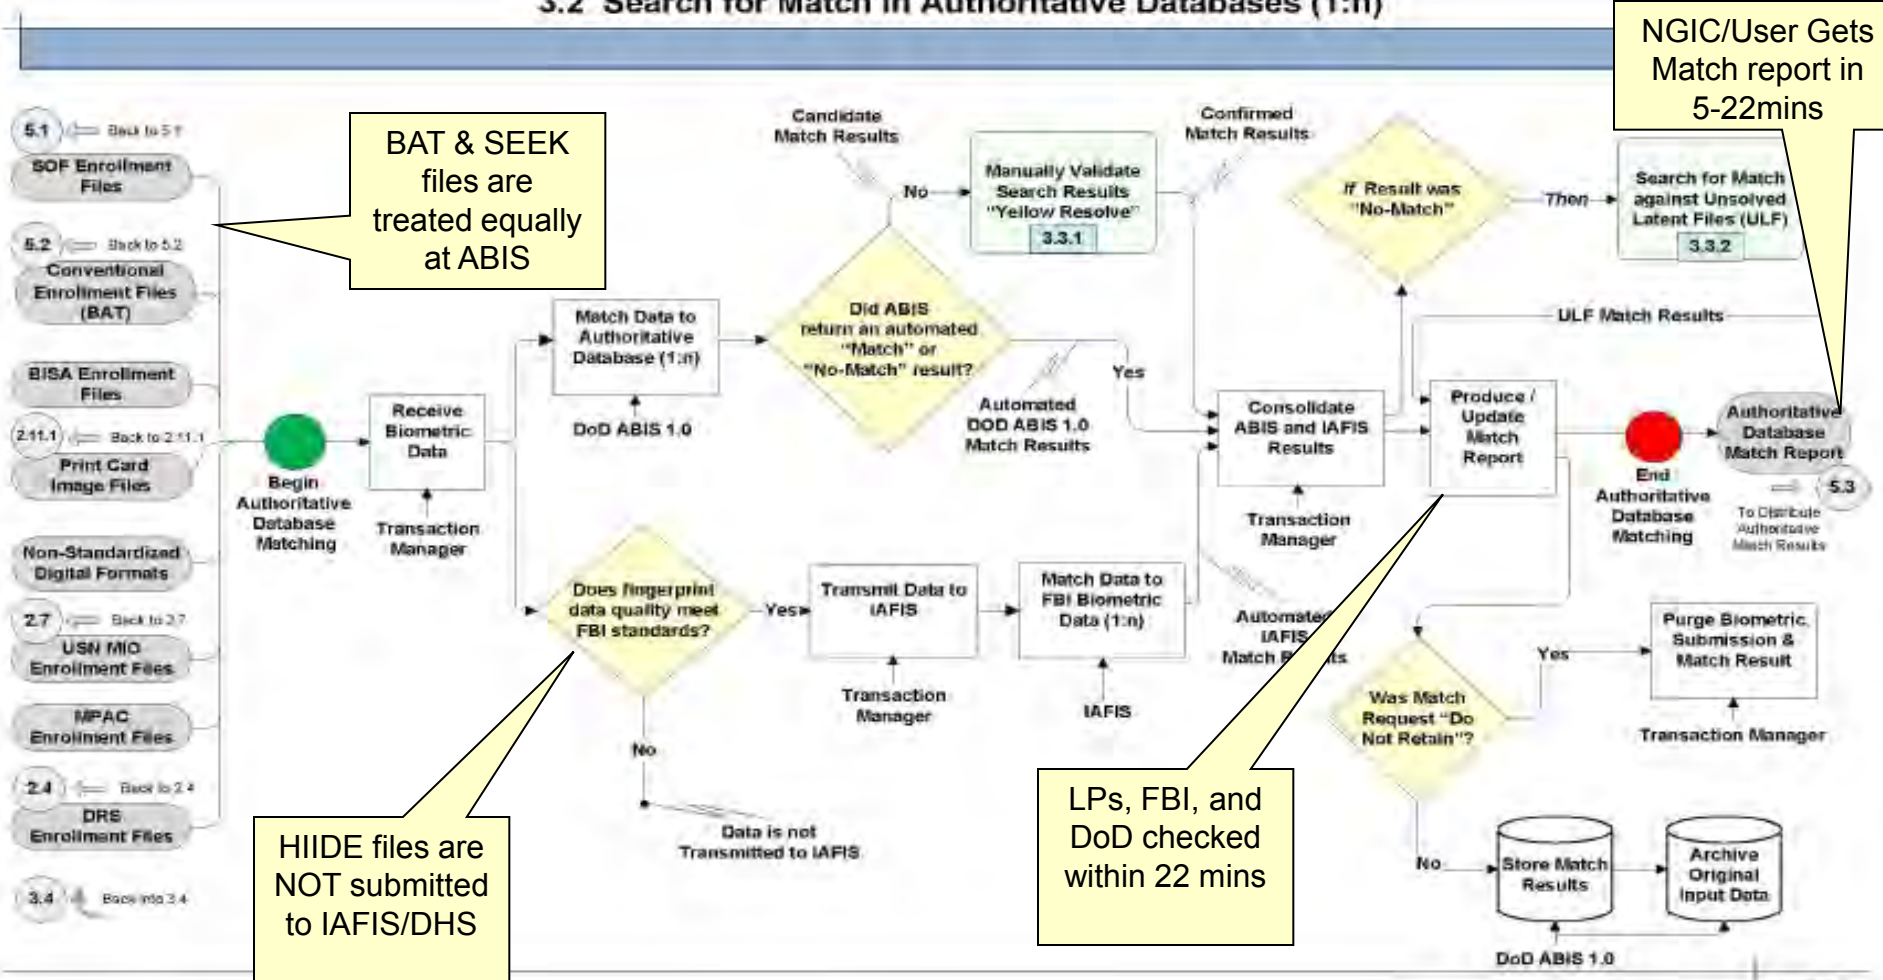 3.2 Search for Match in Authoritative Databases (1:n)
NGIC/User Gets
Match report in
5-22mins
5.1
Back to 5.1
SOF Enrollment
Files
5.2
Back to 5.2
Conventional
Enrollment Files
(BAT)
BISA Enrollment
Files
2.11.1
Back to 2.11.1
Print Card
Image Files
Non-Standardized
Digital Formats
2.7
Back to 2.7
USN MIO
Enrollment Files
MPAC
Enrollment Files
2.4
Back to 2.4
DRS
Enrollment Files
3.4
Back into 3.4
BAT & SEEK
files are
treated equally
at ABIS
Begin
Authoritative
Database
Matching
Receive
Biometric
Data
Transaction
Manager
Match Data to
Authoritative
Database (1:n)
DoD ABIS 1.0
Candidate
Match Results
Did ABIS
return an automated
"Match" or
"No-Match" result?
No
Manually Validate
Search Results
"Yellow Resolve"
3.3.1
Confirmed
Match Results
Yes
Automated
DOD ABIS 1.0
Match Results
Does fingerprint
data quality meet
FBI standards?
Yes
Transmit Data to
IAFIS
Transaction
Manager
Match Data to
FBI Biometric
Data (1:n)
IAFIS
No
Data is not
Transmitted to IAFIS
HIIDE files are
NOT submitted
to IAFIS/DHS
Automated
IAFIS
Match
Consolidate
ABIS and IAFIS
Results
Transaction
Manager
If Result was
"No-Match"
Then
Search for Match
against Unsolved
Latent Files (ULF)
3.3.2
ULF Match Results
Produce /
Update
Match
Report
LPs, FBI, and
DoD checked
within 22 mins
End
Authoritative
Database
Matching
Authoritative
Database
Match Report
5.3
To Distribute
Authoritative
Match Results
Was Match
Request "Do
Not Retain"?
Yes
Purge Biometric
Submission &
Match Result
Transaction Manager
No
Store Match
Results
Archive
Original
Input Data
DoD ABIS 1.0